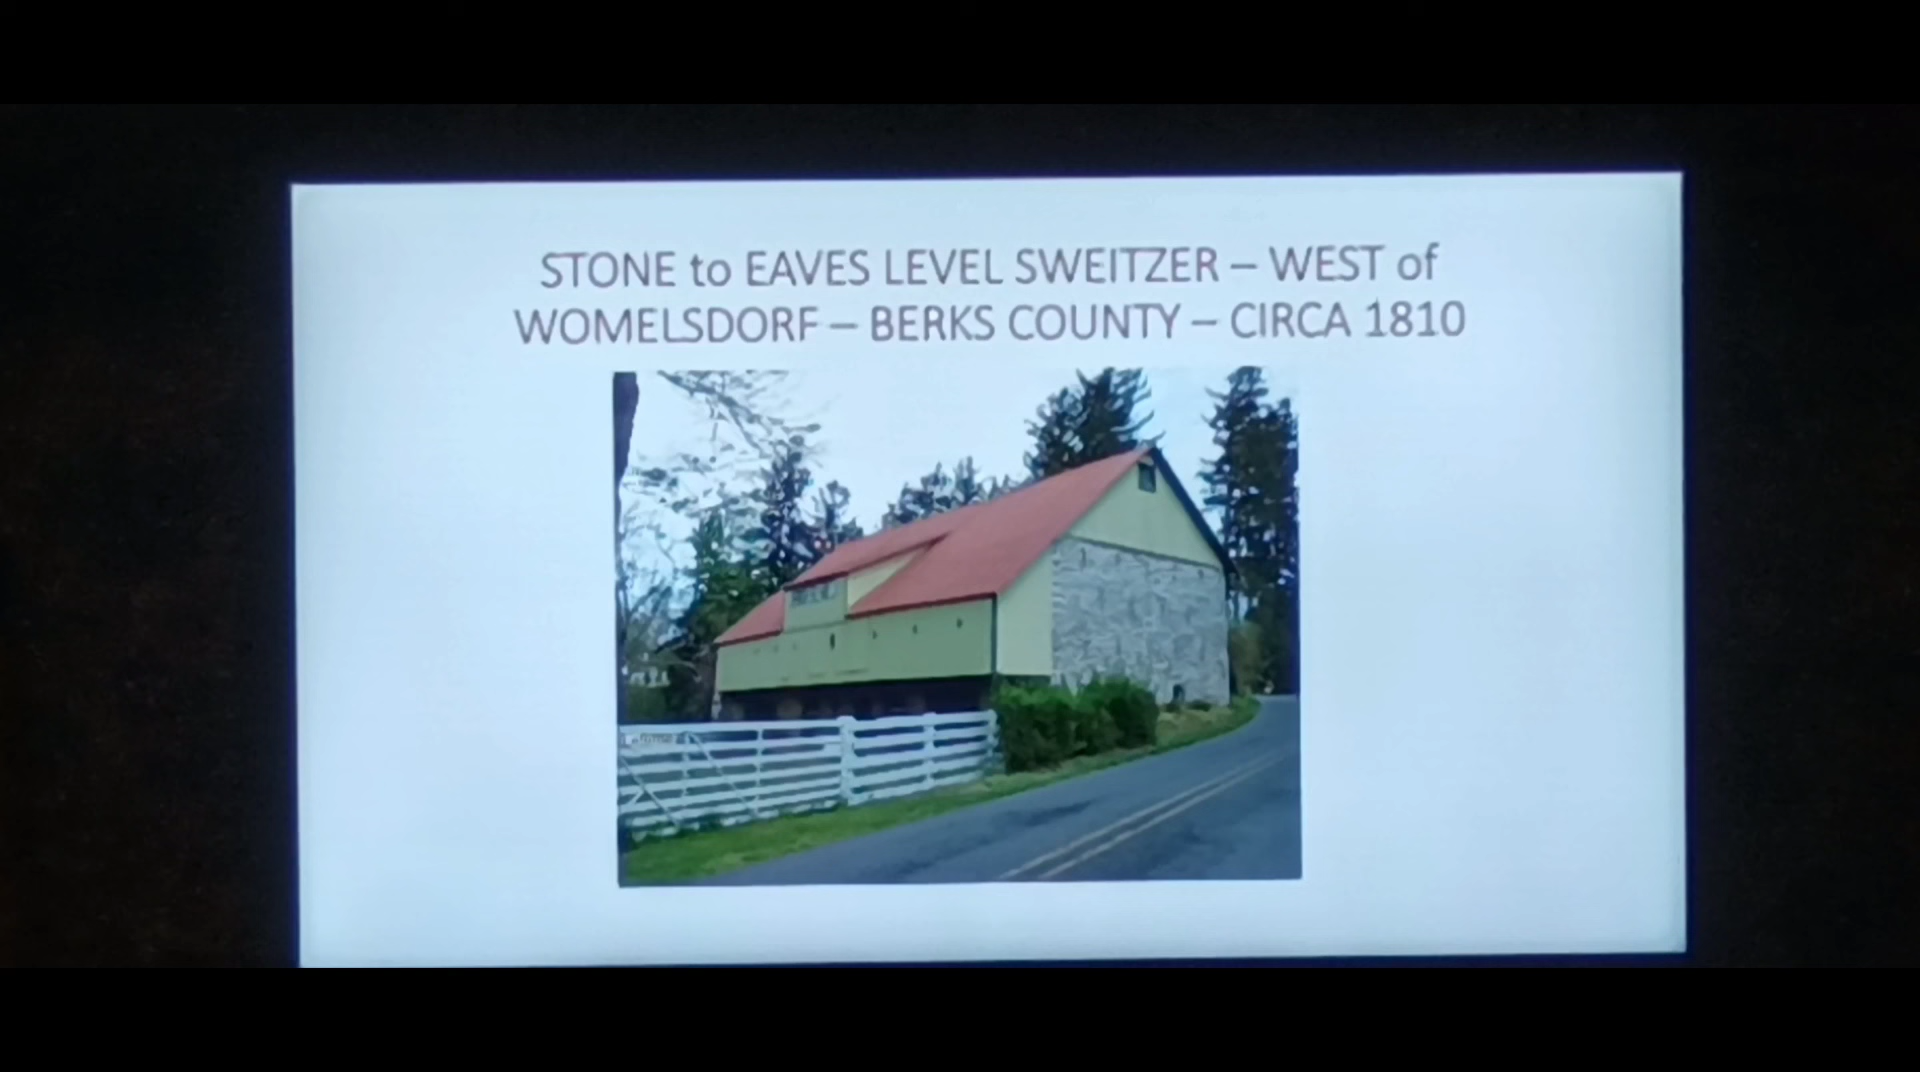 STONE to EAVES LEVEL SWEITZER – WEST of
WOMELSDORF – BERKS COUNTY – CIRCA 1810